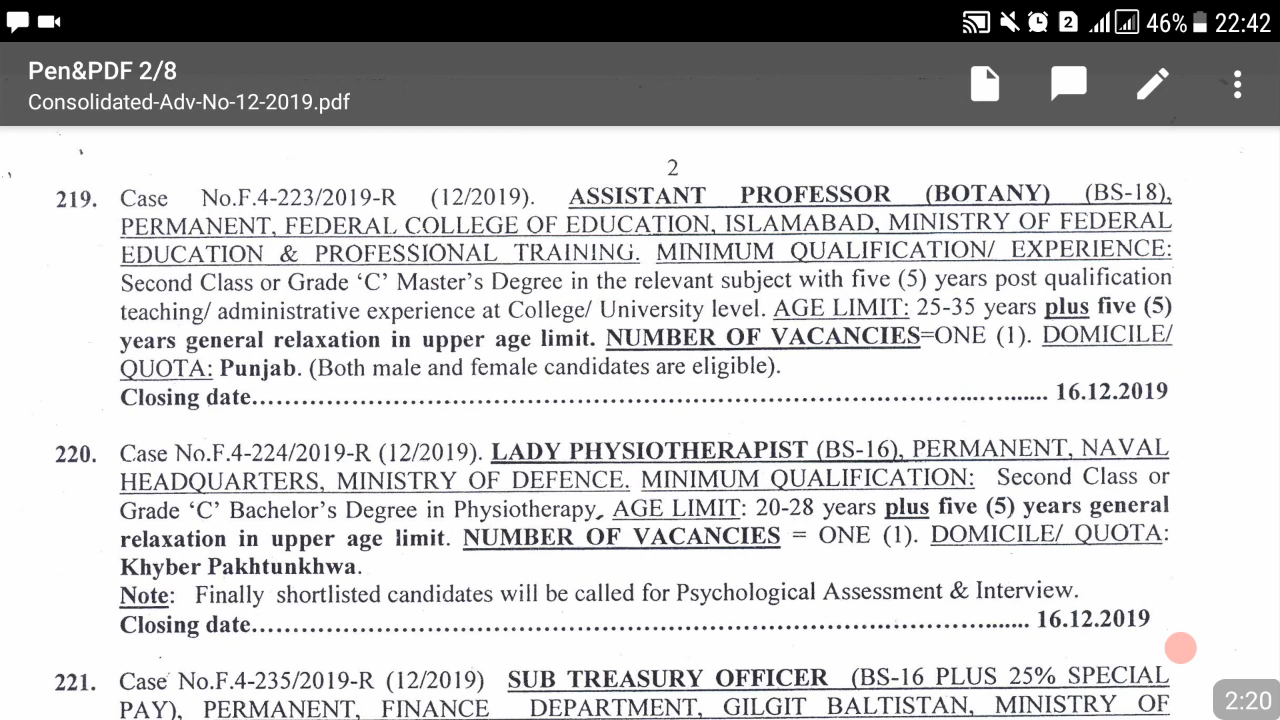 46% 22:42
Pen&PDF 2/8
Consolidated-Adv-No-12-2019.pdf
2
219. Case No.F.4-223/2019-R (12/2019). ASSISTANT PROFESSOR (BOTANY) (BS-18),
PERMANENT, FEDERAL COLLEGE OF EDUCATION, ISLAMABAD, MINISTRY OF FEDERAL
EDUCATION & PROFESSIONAL TRAINING. MINIMUM QUALIFICATION/ EXPERIENCE:
Second Class or Grade ‘C’ Master’s Degree in the relevant subject with five (5) years post qualification
teaching/ administrative experience at College/ University level. AGE LIMIT: 25-35 years plus five (5)
years general relaxation in upper age limit. NUMBER OF VACANCIES=ONE (1). DOMICILE/
QUOTA: Punjab. (Both male and female candidates are eligible).
Closing date.................................................................................... 16.12.2019
220. Case No.F.4-224/2019-R (12/2019). LADY PHYSIOTHERAPIST (BS-16), PERMANENT, NAVAL
HEADQUARTERS, MINISTRY OF DEFENCE. MINIMUM QUALIFICATION: Second Class or
Grade ‘C’ Bachelor’s Degree in Physiotherapy. AGE LIMIT: 20-28 years plus five (5) years general
relaxation in upper age limit. NUMBER OF VACANCIES = ONE (1). DOMICILE/ QUOTA:
Khyber Pakhtunkhwa.
Note: Finally shortlisted candidates will be called for Psychological Assessment & Interview.
Closing date.................................................................................... 16.12.2019
221. Case No.F.4-235/2019-R (12/2019) SUB TREASURY OFFICER (BS-16 PLUS 25% SPECIAL
PAY), PERMANENT, FINANCE DEPARTMENT, GILGIT BALTISTAN, MINISTRY OF
2:20